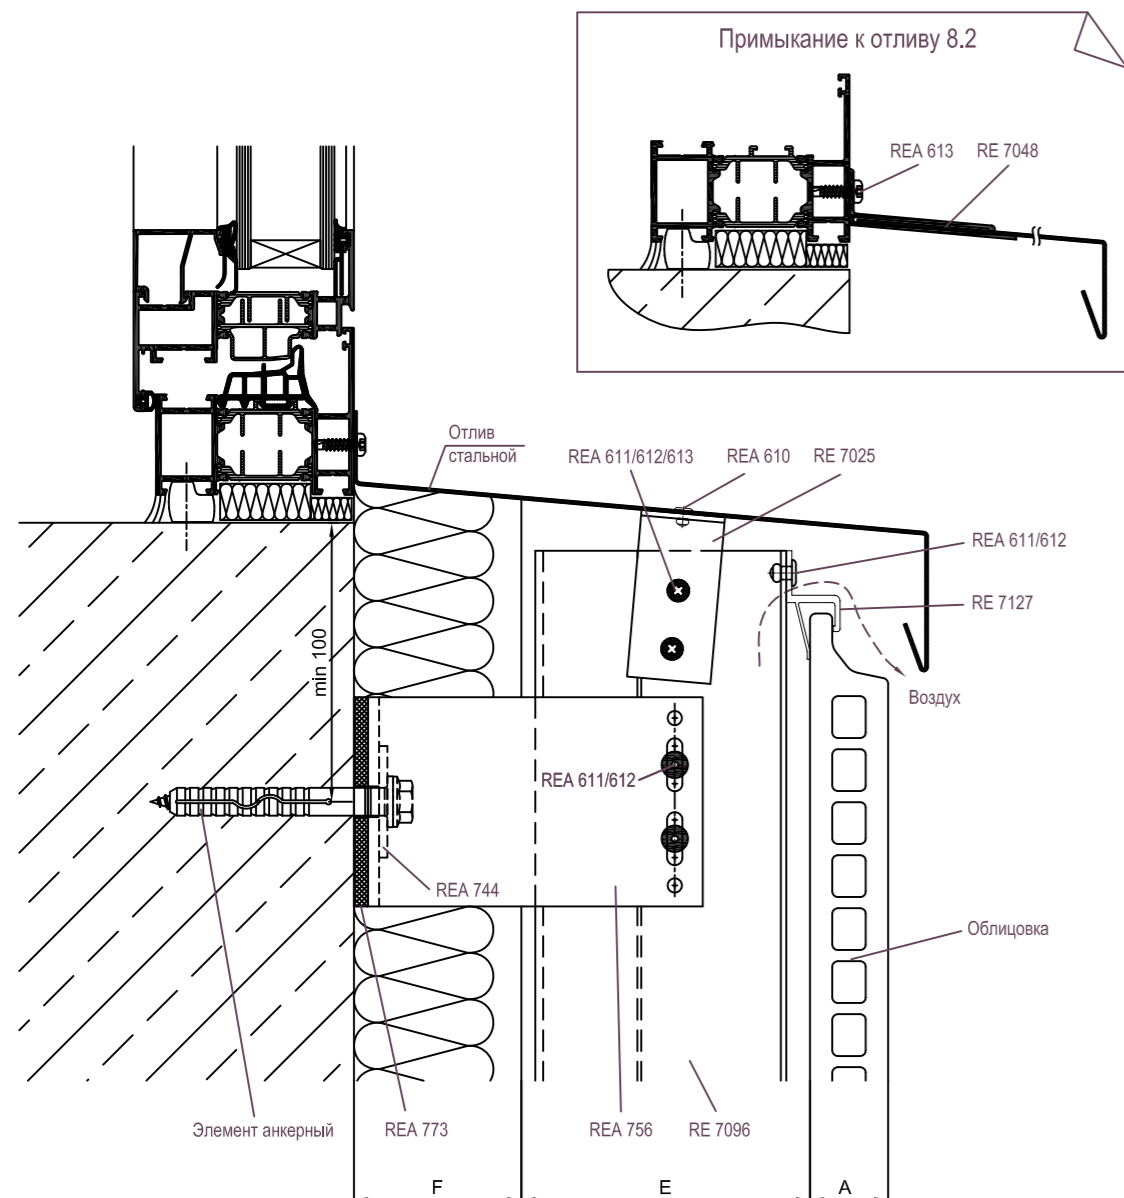 Примыкание к отливу 8.2
REA 613
RE 7048
Отлив
стальной
REA 611/612/613
REA 610
RE 7025
REA 611/612
RE 7127
min 100
Воздух
REA 611/612
REA 744
Облицовка
Элемент анкерный
REA 773
REA 756
RE 7096
F
E
A